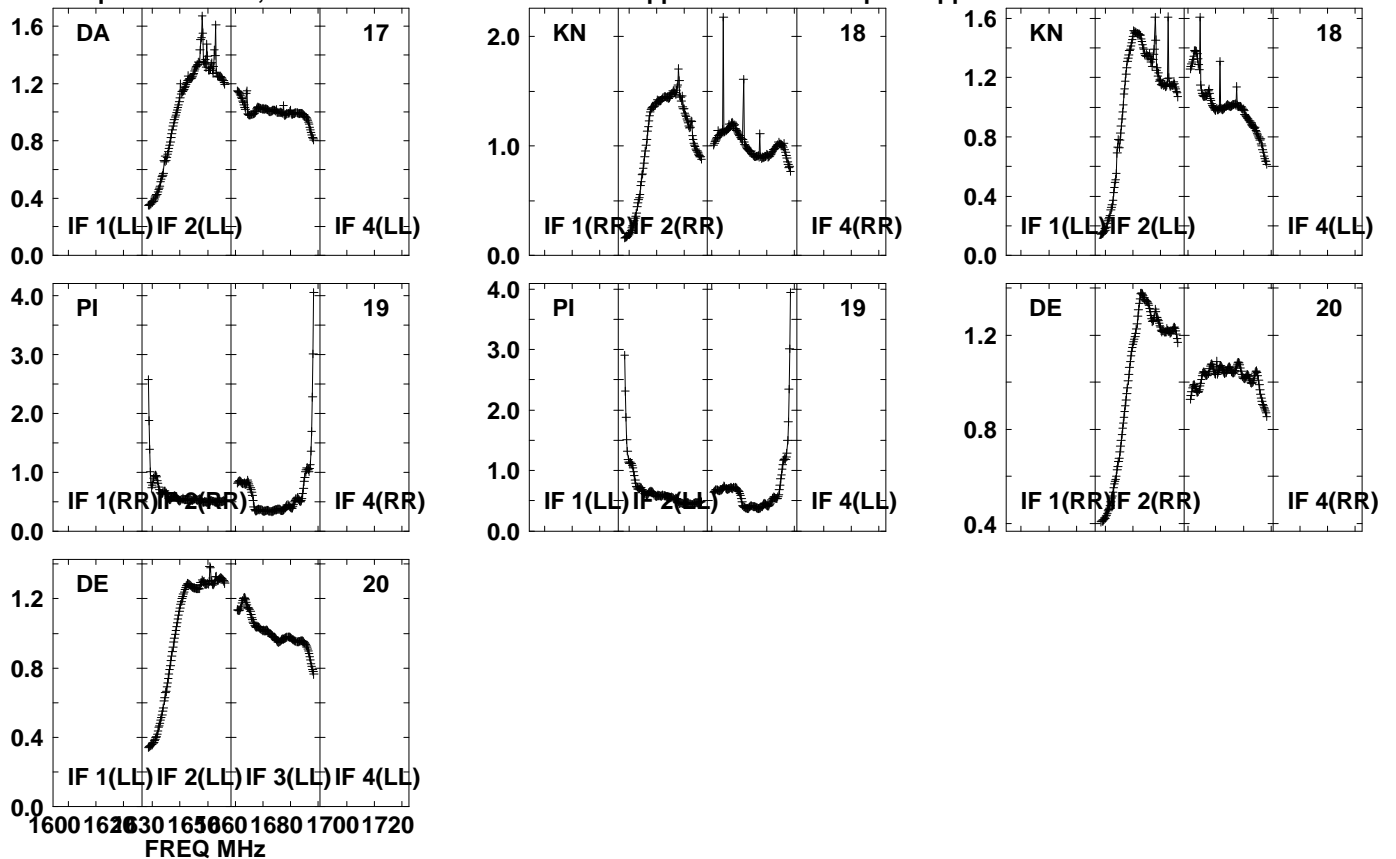 DA 17
1.6
1.2
0.8
0.4
0.0
IF 1(LL) IF 2(LL) IF 4(LL)
KN 18
2.0
1.0
0.0
IF 1(RR) IF 2(RR) IF 4(RR)
KN 18
1.6
1.2
0.8
0.4
0.0
IF 1(LL) IF 2(LL) IF 4(LL)
PI 19
4.0
3.0
2.0
1.0
0.0
IF 1(RR) IF 2(RR) IF 4(RR)
PI 19
4.0
3.0
2.0
1.0
0.0
IF 1(LL) IF 2(LL) IF 4(LL)
DE 20
1.2
0.8
0.4
IF 1(RR) IF 2(RR) IF 4(RR)
DE 20
1.2
0.8
0.4
0.0
IF 1(LL) IF 2(LL) IF 3(LL) IF 4(LL)
1600 1620 1630 1650 1660 1680 1700 1720
FREQ MHz